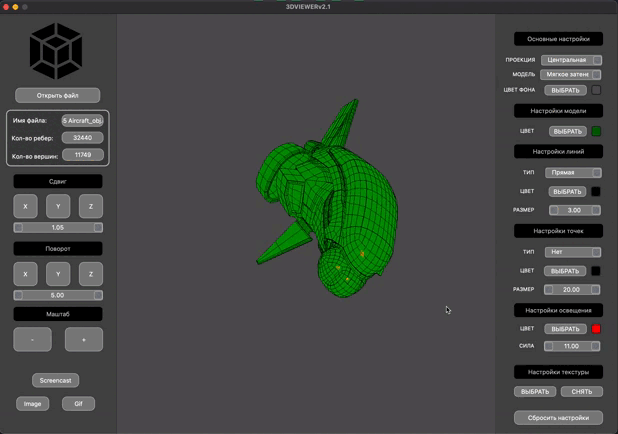 3DVIEWERv2.1
Открыть файл
Имя файла:
5 Aircraft_obj.
Кол-во ребер:
32440
Кол-во вершин:
11749
Сдвиг
X Y Z
1.05
Поворот
X Y Z
5.00
Маштаб
- +
Screencast
Image Gif
Основные настройки
ПРОЕКЦИЯ Центральная
МОДЕЛЬ Мягкое затене
ЦВЕТ ФОНА ВЫБРАТЬ
Настройки модели
ЦВЕТ ВЫБРАТЬ
Настройки линий
ТИП Прямая
ЦВЕТ ВЫБРАТЬ
РАЗМЕР 3.00
Настройки точек
ТИП Нет
ЦВЕТ ВЫБРАТЬ
РАЗМЕР 20.00
Настройки освещения
ЦВЕТ ВЫБРАТЬ
СИЛА 11.00
Настройки текстуры
ВЫБРАТЬ СНЯТЬ
Сбросить настройки